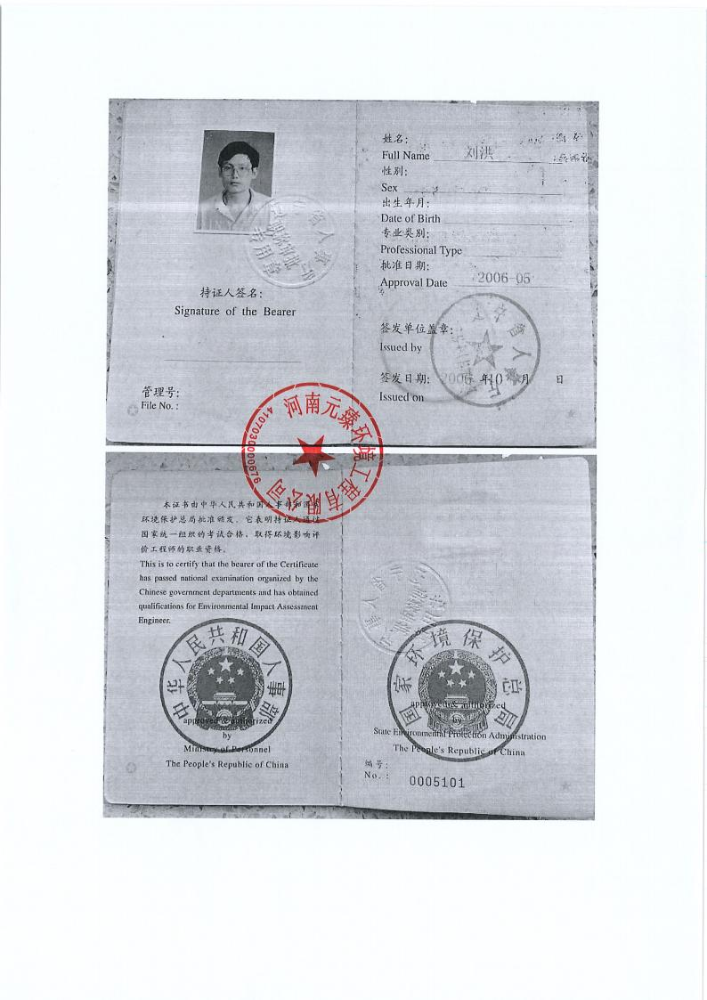 持证人签名:
Signature of the Bearer
管理号:
File No. :
姓名:
Full Name 刘洪
性别:
Sex
出生年月:
Date of Birth
专业类别:
Professional Type
批准日期:
Approval Date 2006-05
签发单位盖章:
Issued by
签发日期: 2006 年10 月 日
Issued on
河南元臻环境工程有限公司
4107030000679
本证书由中华人民共和国人事部和国家
环境保护总局批准颁发。它表明持证人通过
国家统一组织的考试合格,取得环境影响评
价工程师的职业资格。
This is to certify that the bearer of the Certificate
has passed national examination organized by the
Chinese government departments and has obtained
qualifications for Environmental Impact Assessment
Engineer.
中华人民共和国人事部
approved & authorized
by
Ministry of Personnel
The People's Republic of China
国家环境保护总局
approved & authorized
by
State Environmental Protection Administration
The People's Republic of China
编号:
No. : 0005101